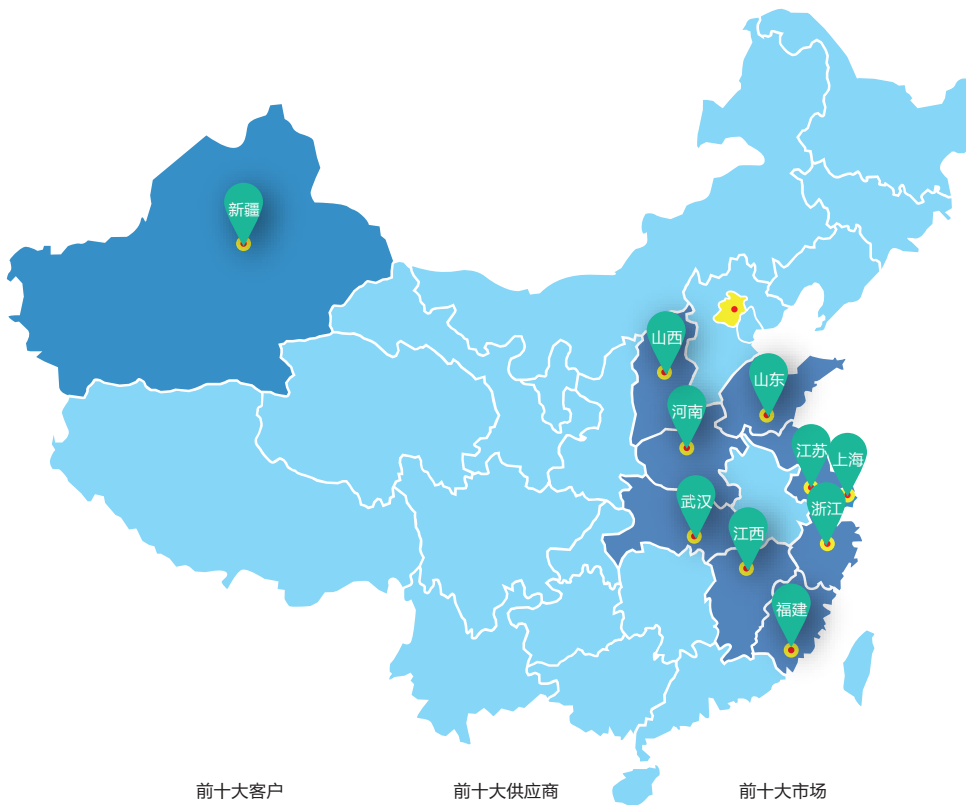 新疆
山西
山东
河南
江苏
上海
武汉
浙江
江西
福建
前十大客户
前十大供应商
前十大市场